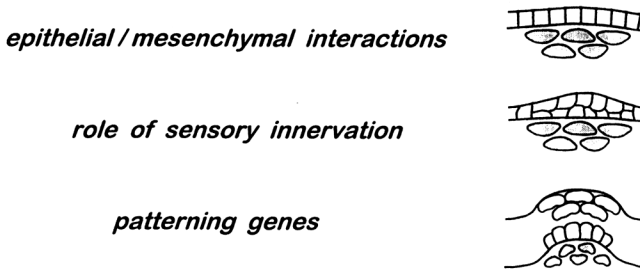 epithelial / mesenchymal interactions
role of sensory innervation
patterning genes